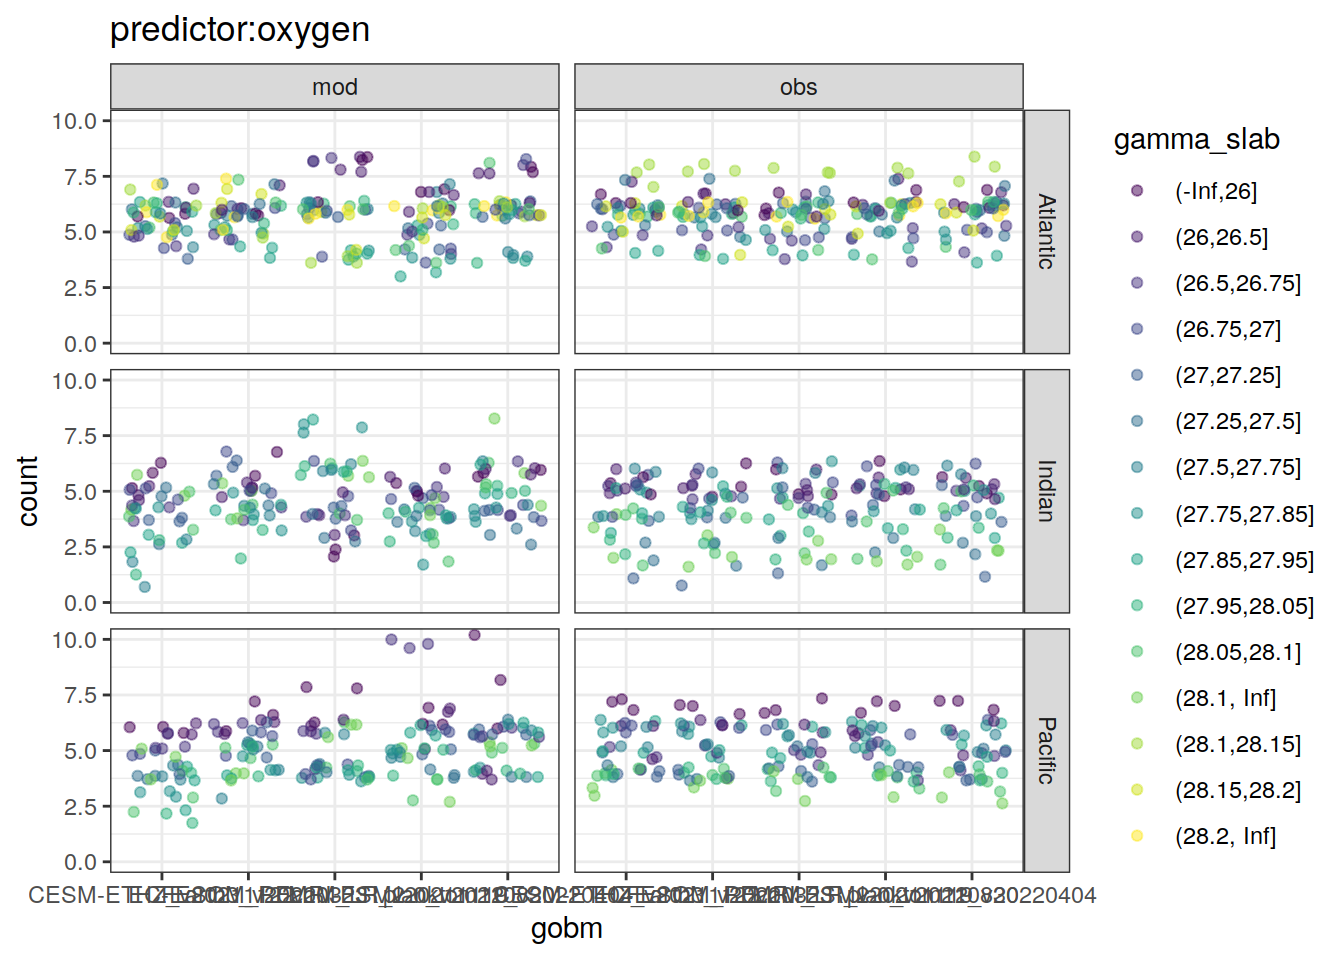 predictor:oxygen
mod
obs
10.0
7.5
5.0
2.5
0.0
Atlantic
10.0
7.5
5.0
2.5
0.0
Indian
10.0
7.5
5.0
2.5
0.0
Pacific
count
CESM-ETHZ
20220404
gobm
gamma_slab
(-Inf,26]
(26,26.5]
(26.5,26.75]
(26.75,27]
(27,27.25]
(27.25,27.5]
(27.5,27.75]
(27.75,27.85]
(27.85,27.95]
(27.95,28.05]
(28.05,28.1]
(28.1, Inf]
(28.1,28.15]
(28.15,28.2]
(28.2, Inf]